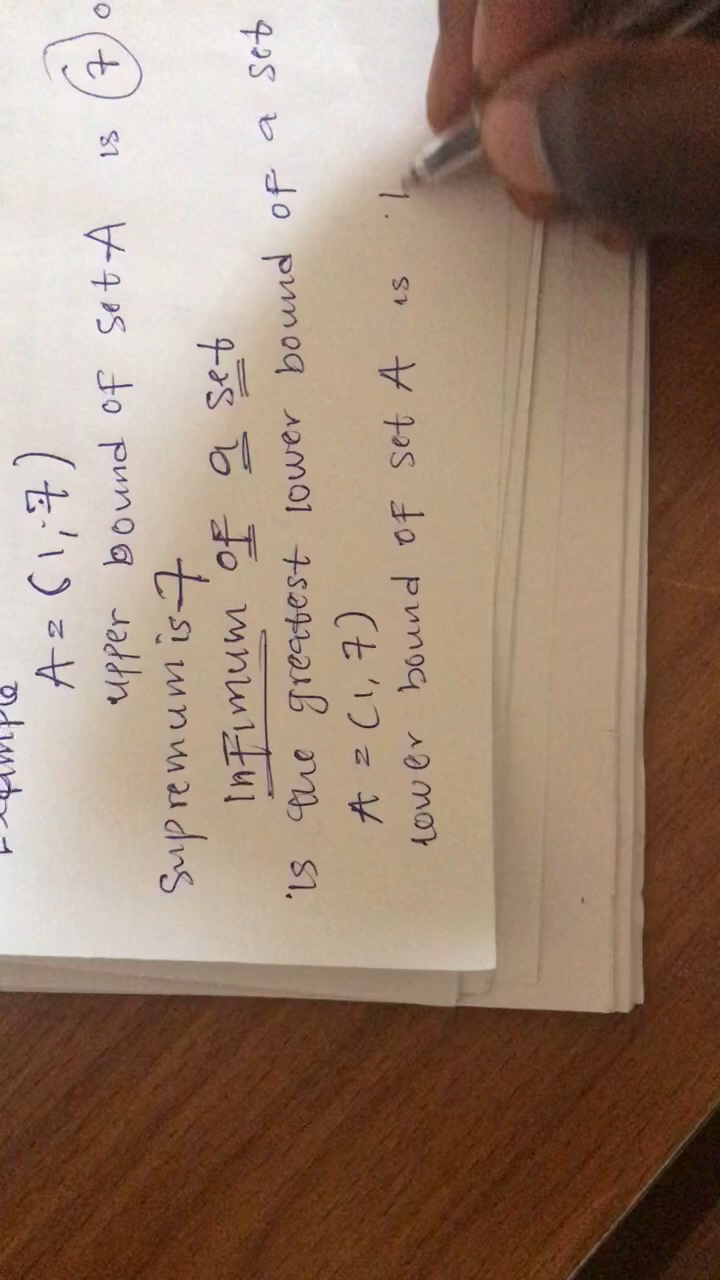 Example
A = (1, 7)
upper bound of set A is 7 o
Supremum is 7
Infimum of a set
is the greatest lower bound of a set
A = (1, 7)
lower bound of set A is 1